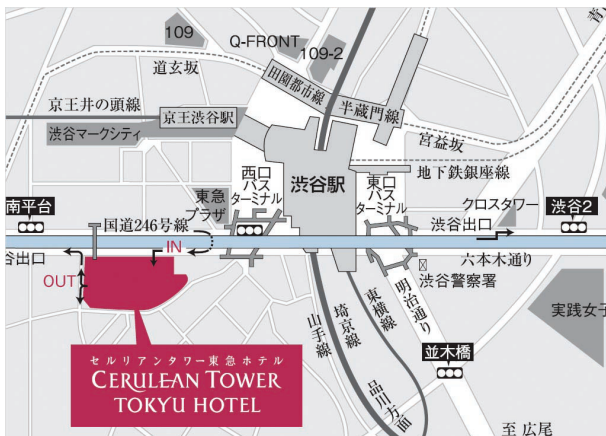 109
Q-FRONT
109-2
道玄坂
田園都市線
半蔵門線
京王井の頭線
京王渋谷駅
渋谷マークシティ
宮益坂
地下鉄銀座線
東急
プラザ
西口
バス
ターミナル
渋谷駅
東口
バス
ターミナル
クロスタワー
南平台
国道246号線
渋谷出口
渋谷2
谷出口
IN
OUT
六本木通り
渋谷警察署
明治通り
東横線
埼京線
山手線
品川方面
並木橋
実践女子
至 広尾
セルリアンタワー東急ホテル
CERULEAN TOWER
TOKYU HOTEL